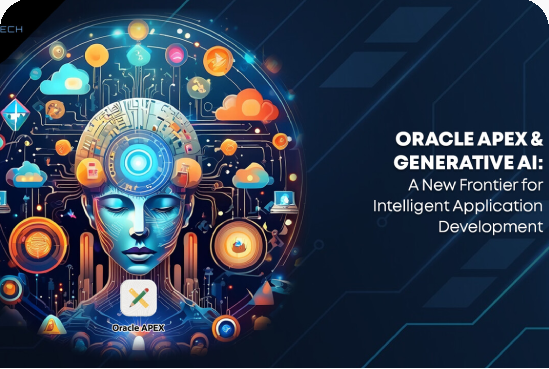 ECH
ORACLE APEX &
GENERATIVE AI:
A New Frontier for
Intelligent Application
Development
Oracle APEX